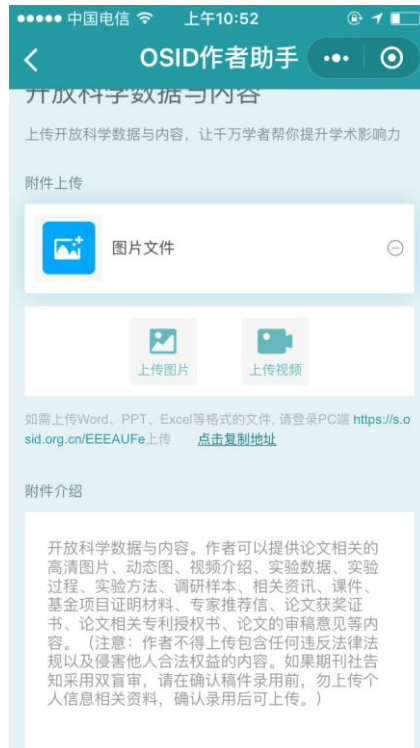 中国电信 上午10:52
OSID作者助手
开放科学数据与内容
上传开放科学数据与内容，让千万学者帮你提升学术影响力
附件上传
图片文件
上传图片 上传视频
如需上传Word、PPT、Excel等格式的文件, 请登录PC端 https://s.o
sid.org.cn/EEEAUFe上传 点击复制地址
附件介绍
开放科学数据与内容。作者可以提供论文相关的
高清图片、动态图、视频介绍、实验数据、实验
过程、实验方法、调研样本、相关资讯、课件、
基金项目证明材料、专家推荐信、论文获奖证
书、论文相关专利授权书、论文的审稿意见等内
容。（注意：作者不得上传包含任何违反法律法
规以及侵害他人合法权益的内容。如果期刊社告
知采用双盲审，请在确认稿件录用前，勿上传个
人信息相关资料，确认录用后可上传。）